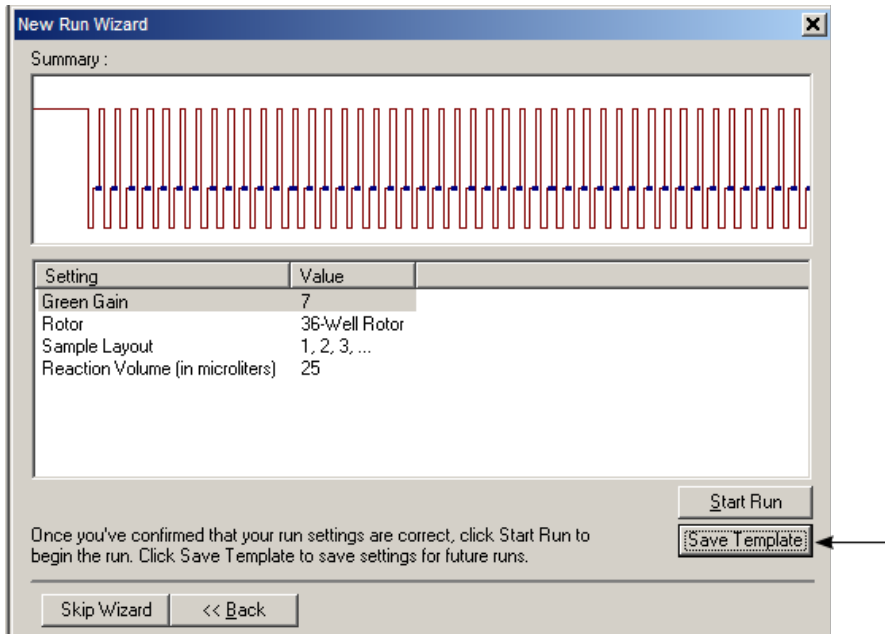 New Run Wizard
Summary :
Setting Value
Green Gain 7
Rotor 36-Well Rotor
Sample Layout 1, 2, 3, ...
Reaction Volume (in microliters) 25
Start Run
Once you've confirmed that your run settings are correct, click Start Run to
Save Template
begin the run. Click Save Template to save settings for future runs.
Skip Wizard << Back